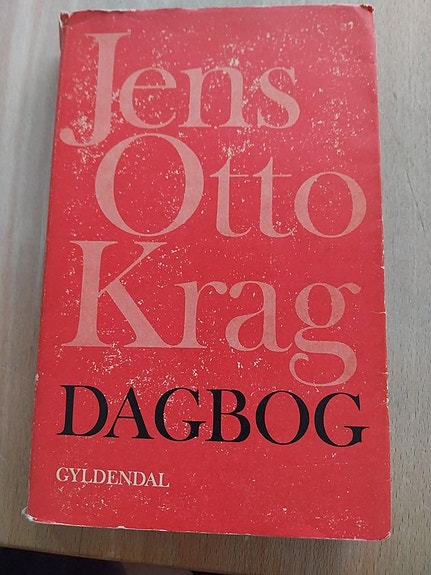 Jens
Otto
Krag
DAGBOG
GYLDENDAL